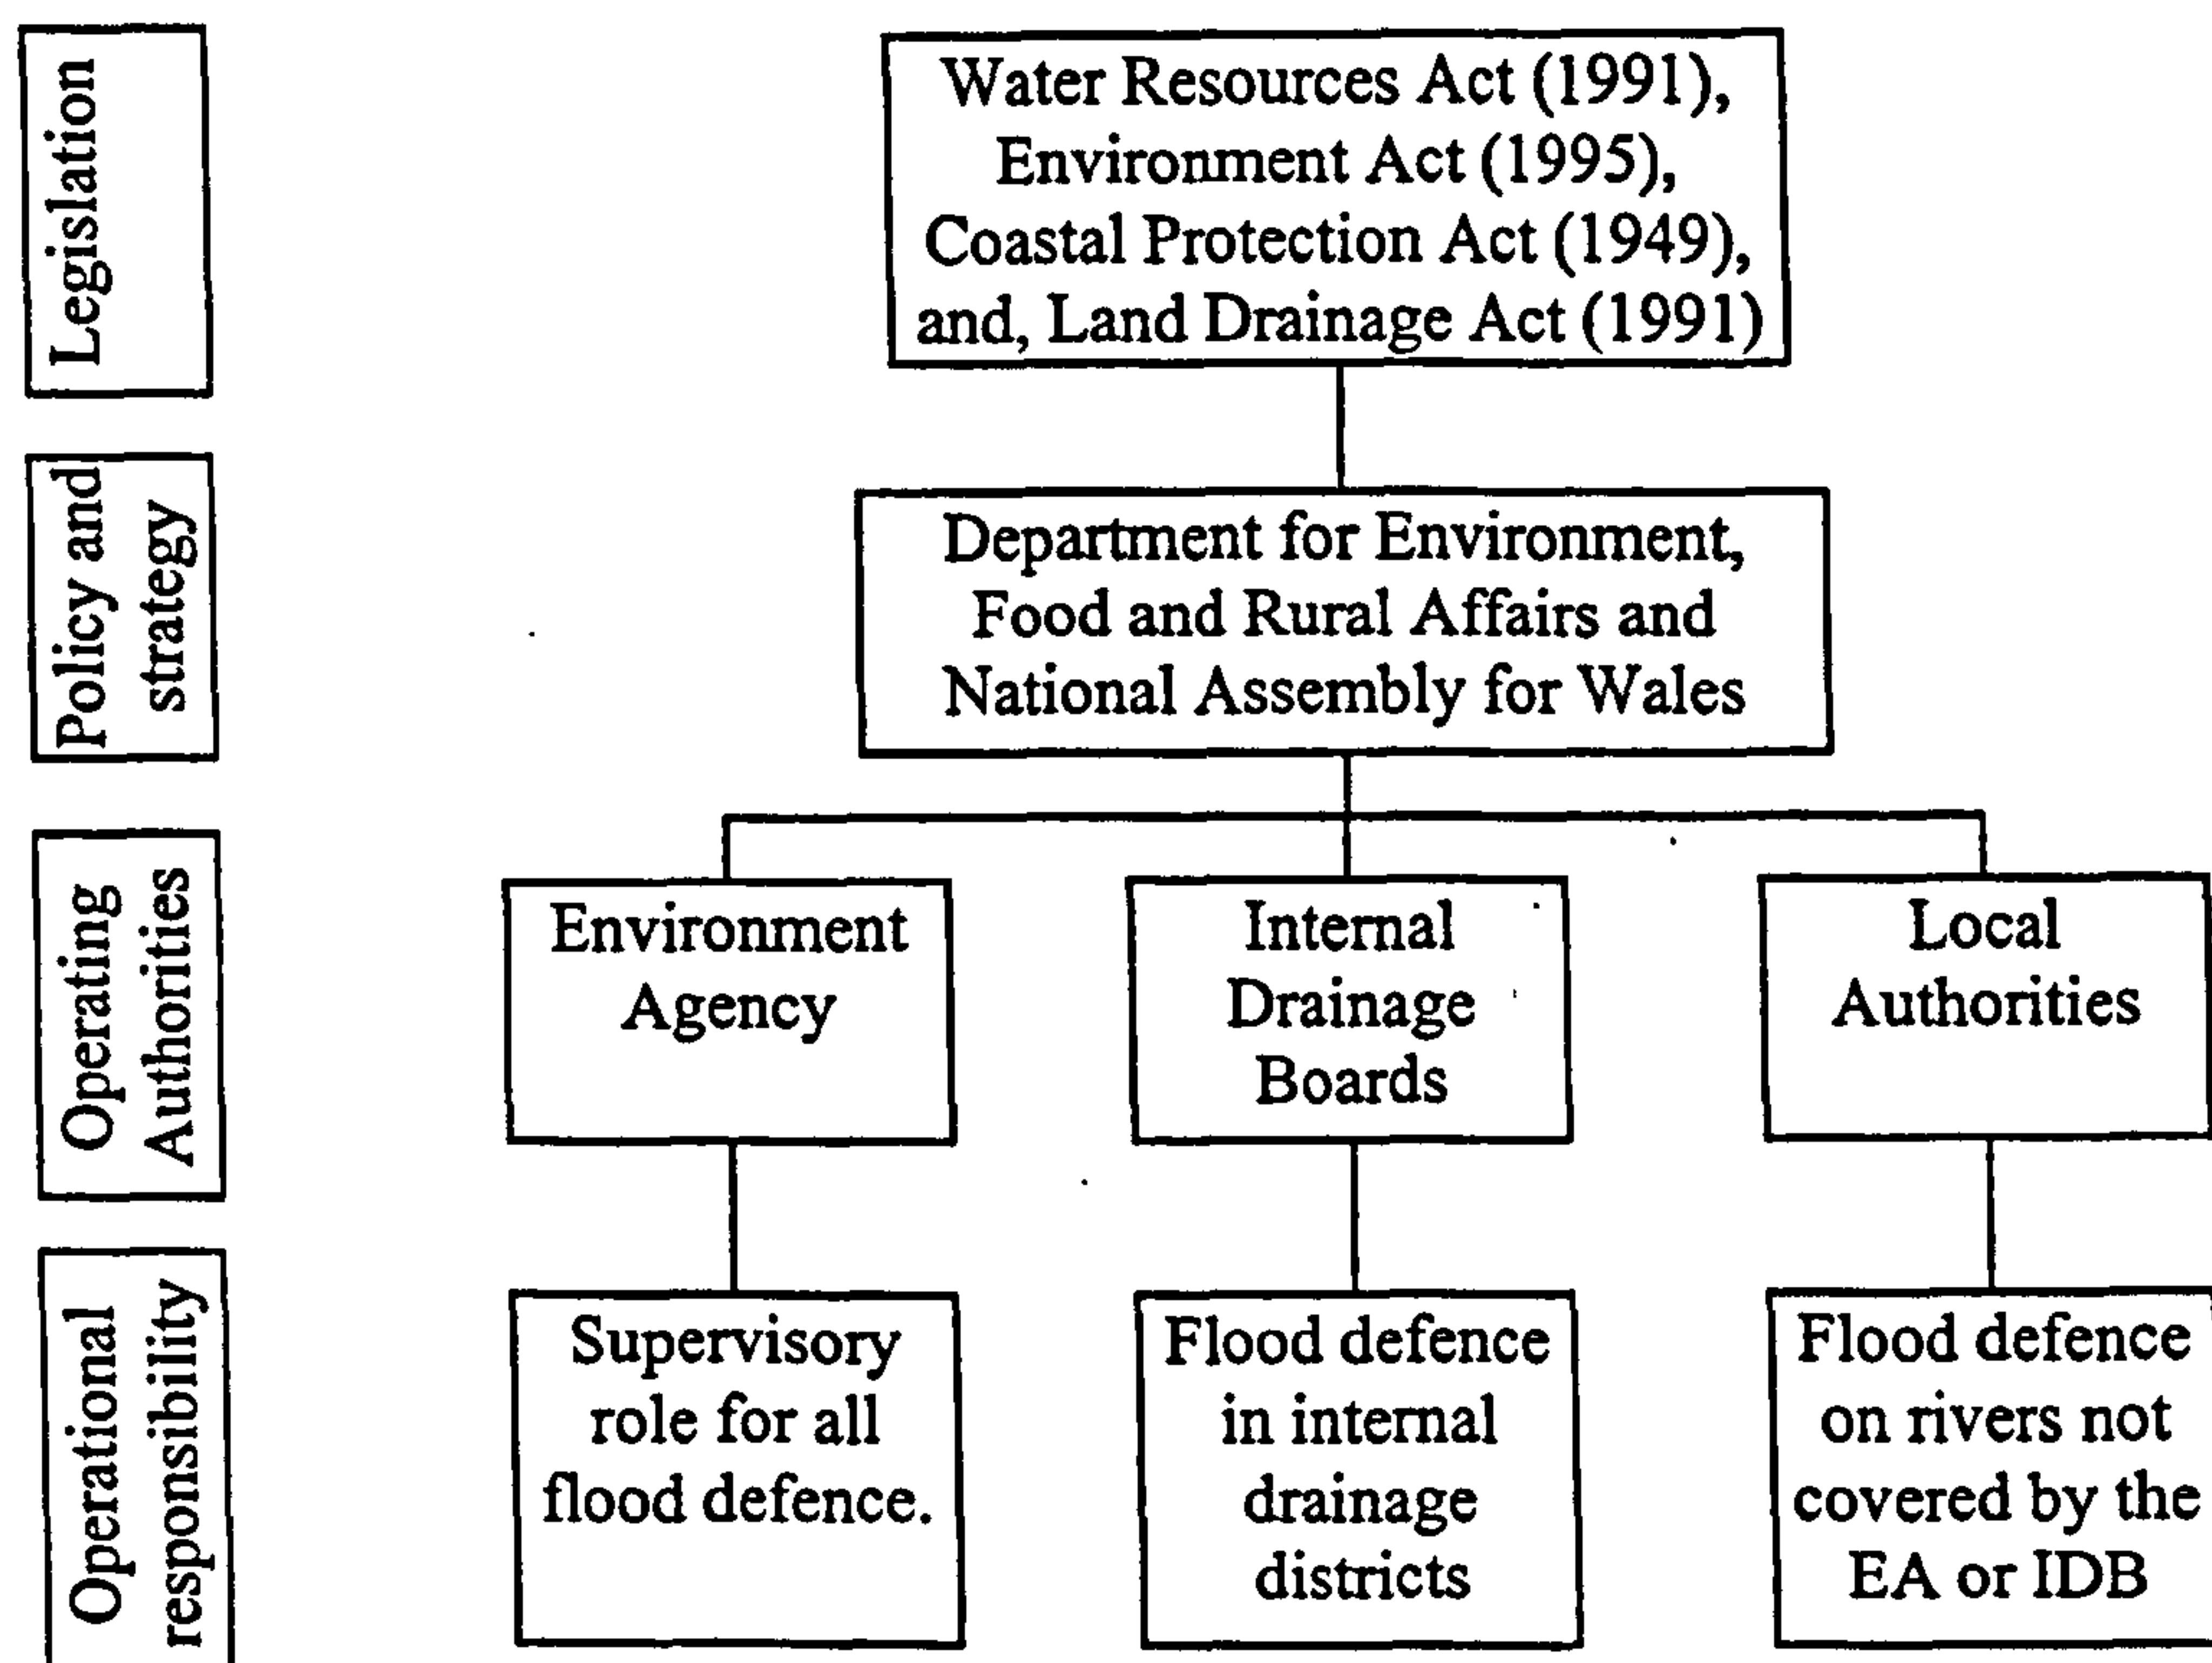 Legislation
Water Resources Act (1991),
Environment Act (1995),
Coastal Protection Act (1949),
and, Land Drainage Act (1991)
Policy and
strategy
Department for Environment,
Food and Rural Affairs and
National Assembly for Wales
Operating
Authorities
Environment
Agency
Internal
Drainage
Boards
Local
Authorities
Operational
responsibility
Supervisory
role for all
flood defence.
Flood defence
in internal
drainage
districts
Flood defence
on rivers not
covered by the
EA or IDB